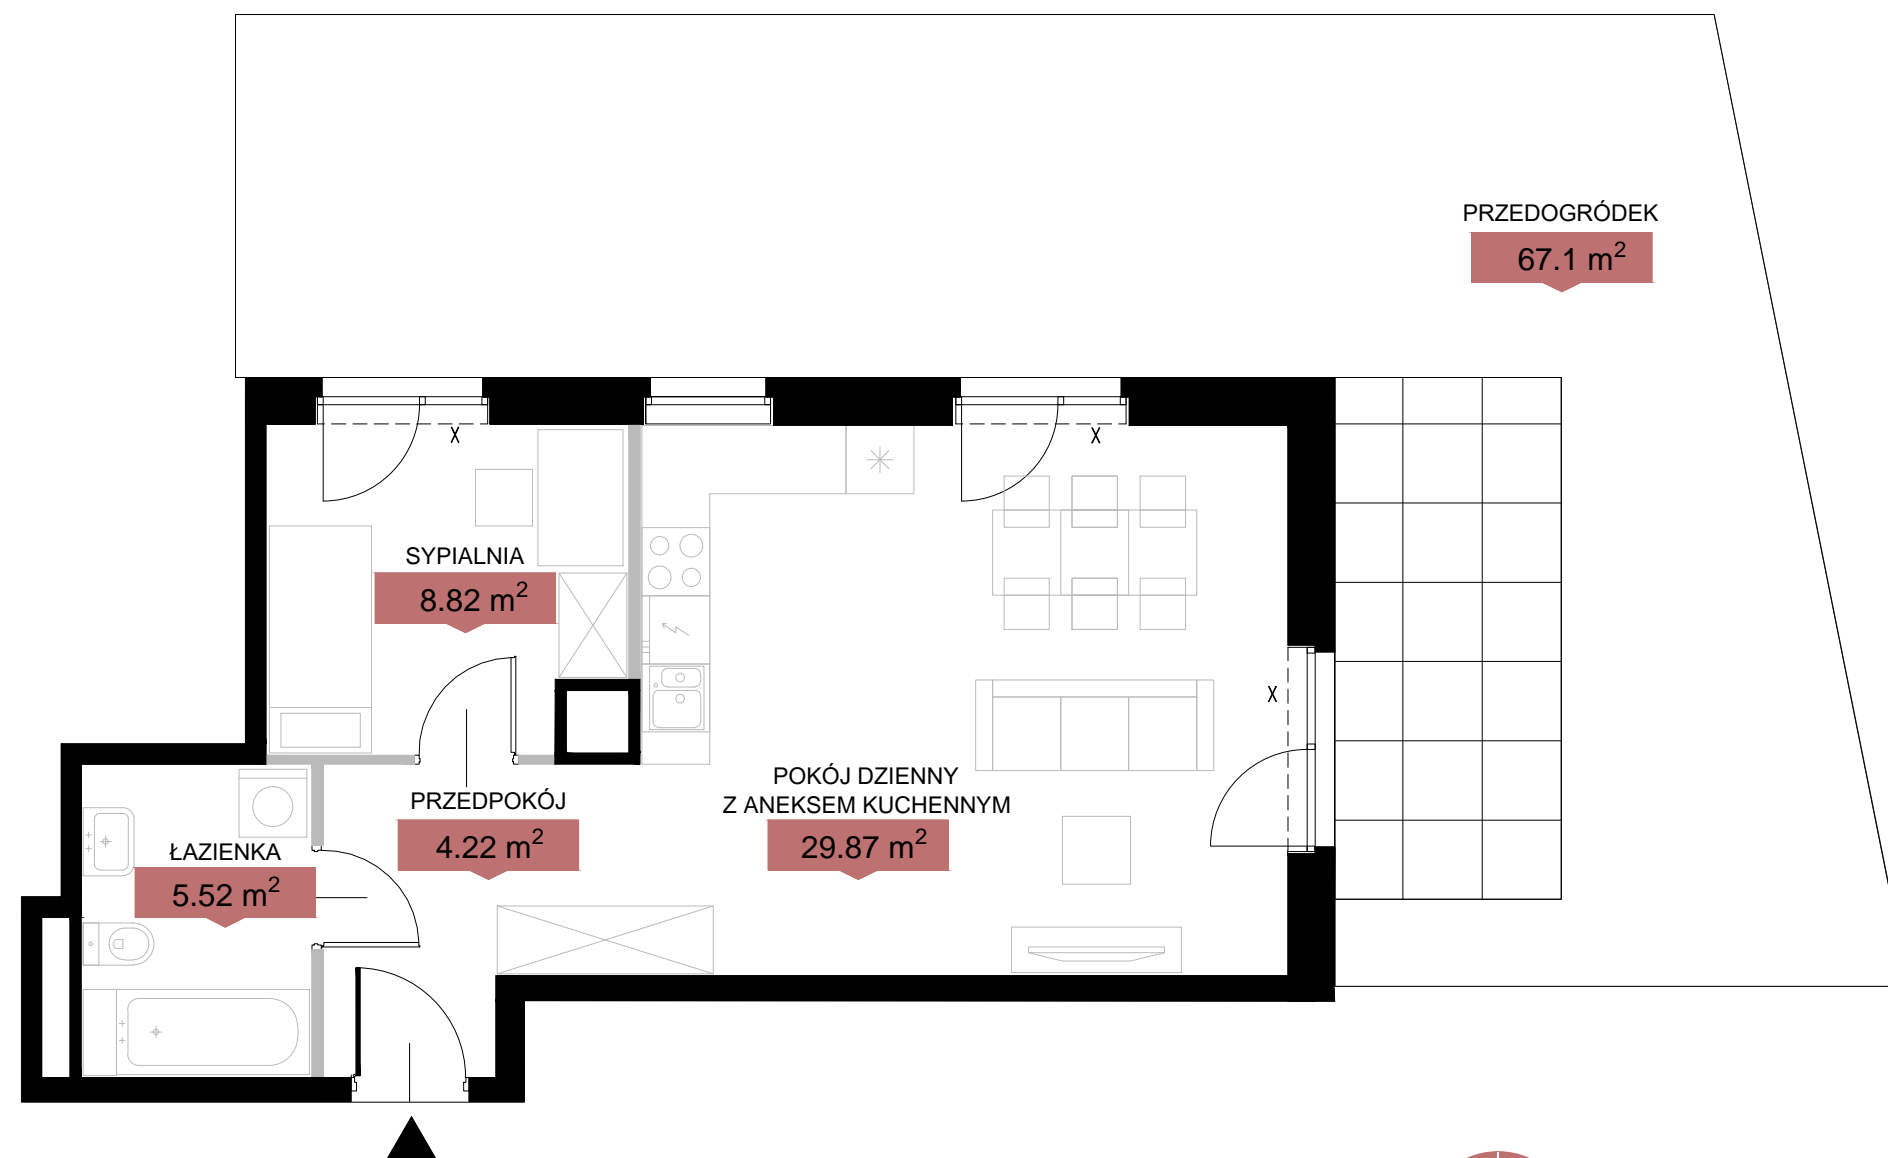 PRZEDOGRÓDEK
67.1 m²
SYPIALNIA
8.82 m²
POKÓJ DZIENNY
Z ANEKSEM KUCHENNYM
29.87 m²
PRZEDPOKÓJ
4.22 m²
ŁAZIENKA
5.52 m²
X
X
X